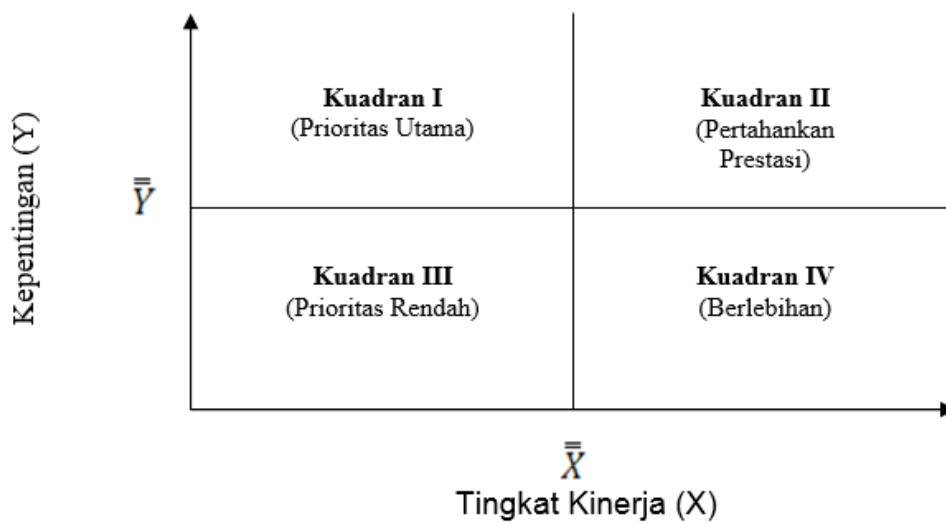 Kuadran I
(Prioritas Utama)
Kuadran II
(Pertahankan
Prestasi)
Kepentingan (Y)
Y̿
Kuadran III
(Prioritas Rendah)
Kuadran IV
(Berlebihan)
X̿
Tingkat Kinerja (X)